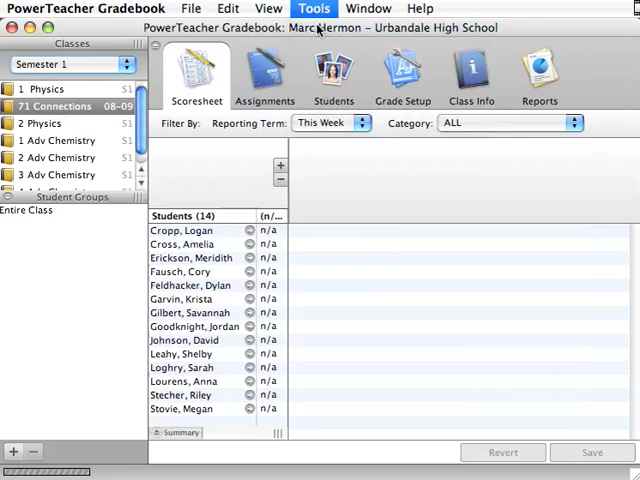 PowerTeacher Gradebook File Edit View Tools Window Help
PowerTeacher Gradebook: Marc Hermon – Urbandale High School
Classes
Semester 1
1 Physics S1
71 Connections 08-09
2 Physics S1
1 Adv Chemistry S1
2 Adv Chemistry S1
3 Adv Chemistry S1
4 Adv Chemistry S1
Student Groups
Entire Class
Scoresheet Assignments Students Grade Setup Class Info Reports
Filter By: Reporting Term: This Week Category: ALL
Students (14) (n/...
Cropp, Logan n/a
Cross, Amelia n/a
Erickson, Meridith n/a
Fausch, Cory n/a
Feldhacker, Dylan n/a
Garvin, Krista n/a
Gilbert, Savannah n/a
Goodknight, Jordan n/a
Johnson, David n/a
Leahy, Shelby n/a
Loghry, Sarah n/a
Lourens, Anna n/a
Stecher, Riley n/a
Stovie, Megan n/a
Summary
Revert Save